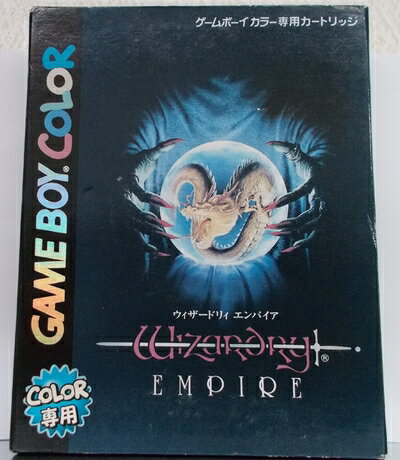 ゲームボーイカラー専用カートリッジ
GAME BOY COLOR
ウィザードリィ エンパイア
Wizardry®
EMPIRE
COLOR
専用